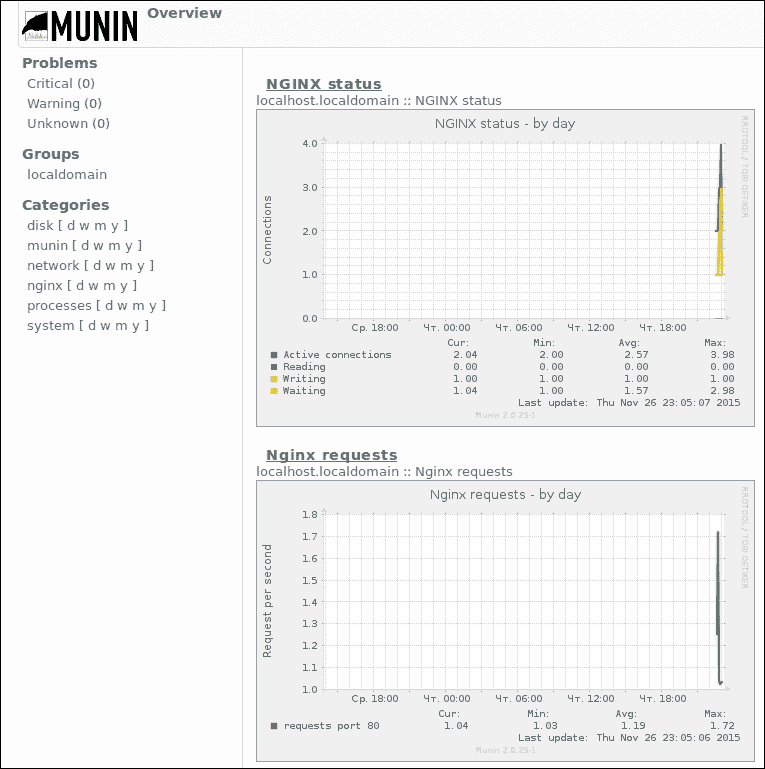 MUNIN
Overview
Problems
Critical (0)
Warning (0)
Unknown (0)
Groups
localdomain
Categories
disk [ d w m y ]
munin [ d w m y ]
network [ d w m y ]
nginx [ d w m y ]
processes [ d w m y ]
system [ d w m y ]
NGINX status
localhost.localdomain :: NGINX status
NGINX status - by day
RRDTOOL / TOBI OETIKER
Connections
4.0
3.0
2.0
1.0
0.0
Ср. 18:00 Чт. 00:00 Чт. 06:00 Чт. 12:00 Чт. 18:00
Cur: Min: Avg: Max:
Active connections 2.04 2.00 2.57 3.98
Reading 0.00 0.00 0.00 0.00
Writing 1.00 1.00 1.00 1.00
Waiting 1.04 1.00 1.57 2.98
Last update: Thu Nov 26 23:05:07 2015
Munin 2.0.25-1
Nginx requests
localhost.localdomain :: Nginx requests
Nginx requests - by day
RRDTOOL / TOBI OETIKER
Request per second
1.8
1.7
1.6
1.5
1.4
1.3
1.2
1.1
1.0
Ср. 18:00 Чт. 00:00 Чт. 06:00 Чт. 12:00 Чт. 18:00
Cur: Min: Avg: Max:
requests port 80 1.04 1.03 1.19 1.72
Last update: Thu Nov 26 23:05:06 2015
Munin 2.0.25-1